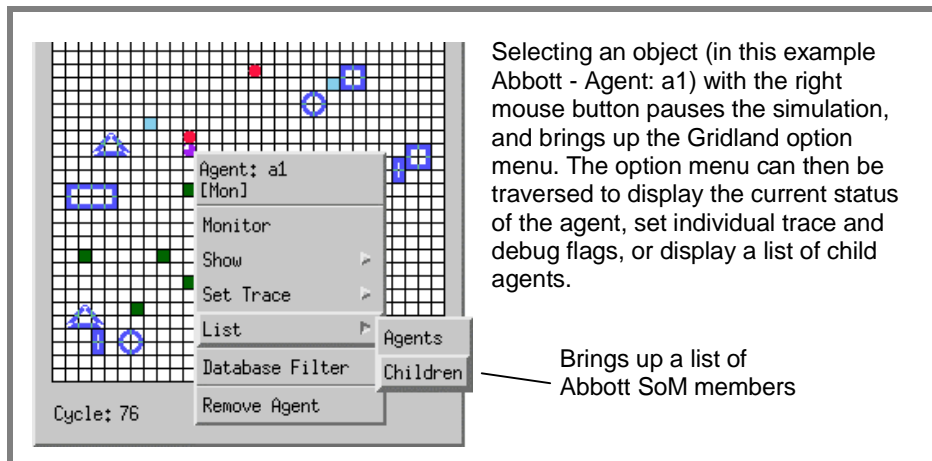 Selecting an object (in this example
Abbott - Agent: a1) with the right
mouse button pauses the simulation,
and brings up the Gridland option
menu. The option menu can then be
traversed to display the current status
of the agent, set individual trace and
debug flags, or display a list of child
agents.
Agent: a1
[Mon]
Monitor
Show
Set Trace
List
Database Filter
Remove Agent
Agents
Children
Brings up a list of
Abbott SoM members
Cycle: 76